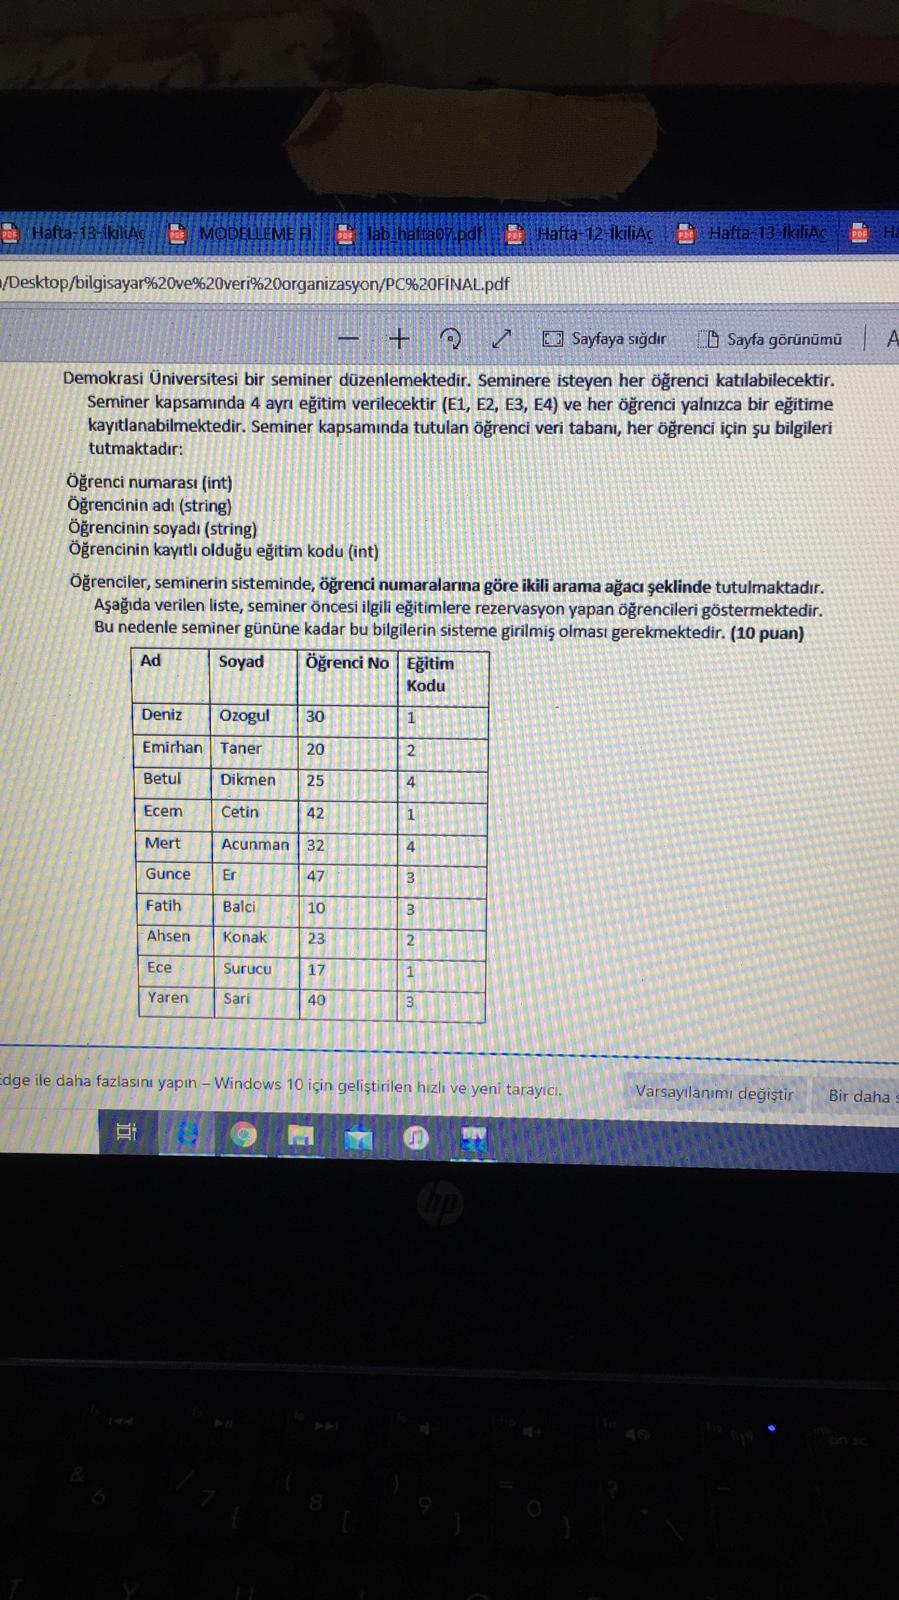 Hafta-13-İkiliAç
MODELLEME Fİ
lab_hafta07.pdf
Hafta-12-İkiliAç
Hafta-13-İkiliAç
/Desktop/bilgisayar%20ve%20veri%20organizasyon/PC%20FİNAL.pdf
Sayfaya sığdır
Sayfa görünümü
Demokrasi Üniversitesi bir seminer düzenlemektedir. Seminere isteyen her öğrenci katılabilecektir.
Seminer kapsamında 4 ayrı eğitim verilecektir (E1, E2, E3, E4) ve her öğrenci yalnızca bir eğitime
kayıtlanabilmektedir. Seminer kapsamında tutulan öğrenci veri tabanı, her öğrenci için şu bilgileri
tutmaktadır:
Öğrenci numarası (int)
Öğrencinin adı (string)
Öğrencinin soyadı (string)
Öğrencinin kayıtlı olduğu eğitim kodu (int)
Öğrenciler, seminerin sisteminde, öğrenci numaralarına göre ikili arama ağacı şeklinde tutulmaktadır.
Aşağıda verilen liste, seminer öncesi ilgili eğitimlere rezervasyon yapan öğrencileri göstermektedir.
Bu nedenle seminer gününe kadar bu bilgilerin sisteme girilmiş olması gerekmektedir. (10 puan)
Ad Soyad Öğrenci No Eğitim
Kodu
Deniz Ozogul 30 1
Emirhan Taner 20 2
Betul Dikmen 25 4
Ecem Cetin 42 1
Mert Acunman 32 4
Gunce Er 47 3
Fatih Balci 10 3
Ahsen Konak 23 2
Ece Surucu 17 1
Yaren Sari 40 3
Edge ile daha fazlasını yapın – Windows 10 için geliştirilen hızlı ve yeni tarayıcı.
Varsayılanımı değiştir
Bir daha s
hp
& 6
/ 7 {
( 8 [
) 9 ]
= 0 }
? \